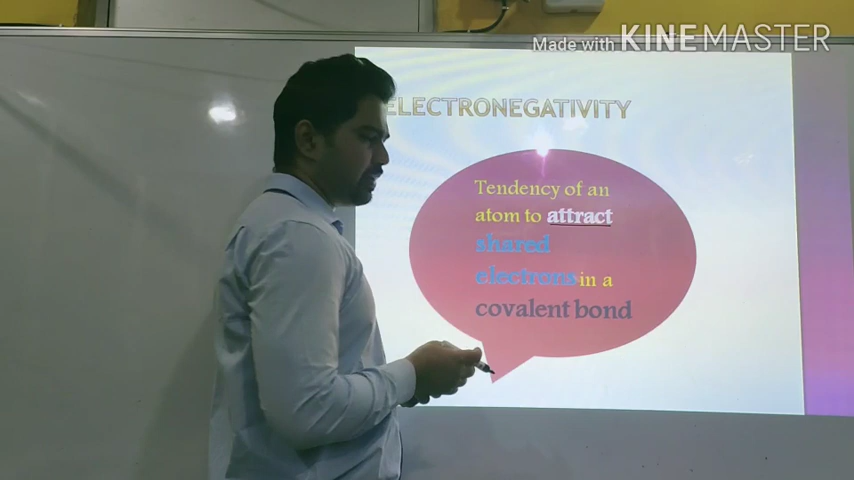 Made with KINEMASTER
ELECTRONEGATIVITY
Tendency of an
atom to attract
shared
electrons in a
covalent bond